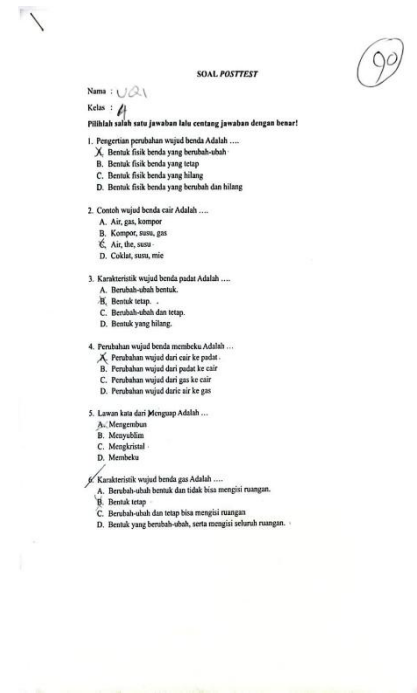 SOAL POSTTEST
90
Nama : UQI
Kelas : 4
Pilihlah salah satu jawaban lalu centang jawaban dengan benar!
1. Pengertian perubahan wujud benda Adalah ....
A. Bentuk fisik benda yang berubah-ubah
B. Bentuk fisik benda yang tetap
C. Bentuk fisik benda yang hilang
D. Bentuk fisik benda yang berubah dan hilang
2. Contoh wujud benda cair Adalah ....
A. Air, gas, kompor
B. Kompor, susu, gas
C. Air, the, susu
D. Coklat, susu, mie
3. Karakteristik wujud benda padat Adalah ....
A. Berubah-ubah bentuk.
B. Bentuk tetap.
C. Berubah-ubah dan tetap.
D. Bentuk yang hilang.
4. Perubahan wujud benda membeku Adalah ...
A. Perubahan wujud dari cair ke padat.
B. Perubahan wujud dari padat ke cair
C. Perubahan wujud dari gas ke cair
D. Perubahan wujud darie air ke gas
5. Lawan kata dari Menguap Adalah ...
A. Mengembun
B. Menyublim
C. Mengkristal
D. Membeku
6. Karakteristik wujud benda gas Adalah ....
A. Berubah-ubah bentuk dan tidak bisa mengisi ruangan.
B. Bentuk tetap
C. Berubah-ubah dan tetap bisa mengisi ruangan
D. Bentuk yang berubah-ubah, serta mengisi seluruh ruangan.